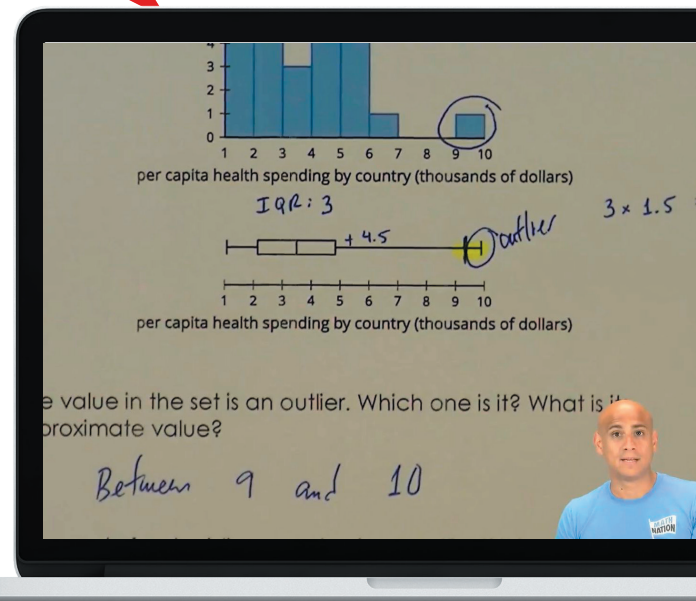 4
3
2
1
0
1 2 3 4 5 6 7 8 9 10
per capita health spending by country (thousands of dollars)
IQR: 3
3 x 1.5
+ 4.5
outlier
1 2 3 4 5 6 7 8 9 10
per capita health spending by country (thousands of dollars)
e value in the set is an outlier. Which one is it? What is
proximate value?
Between 9 and 10
MATH
NATION